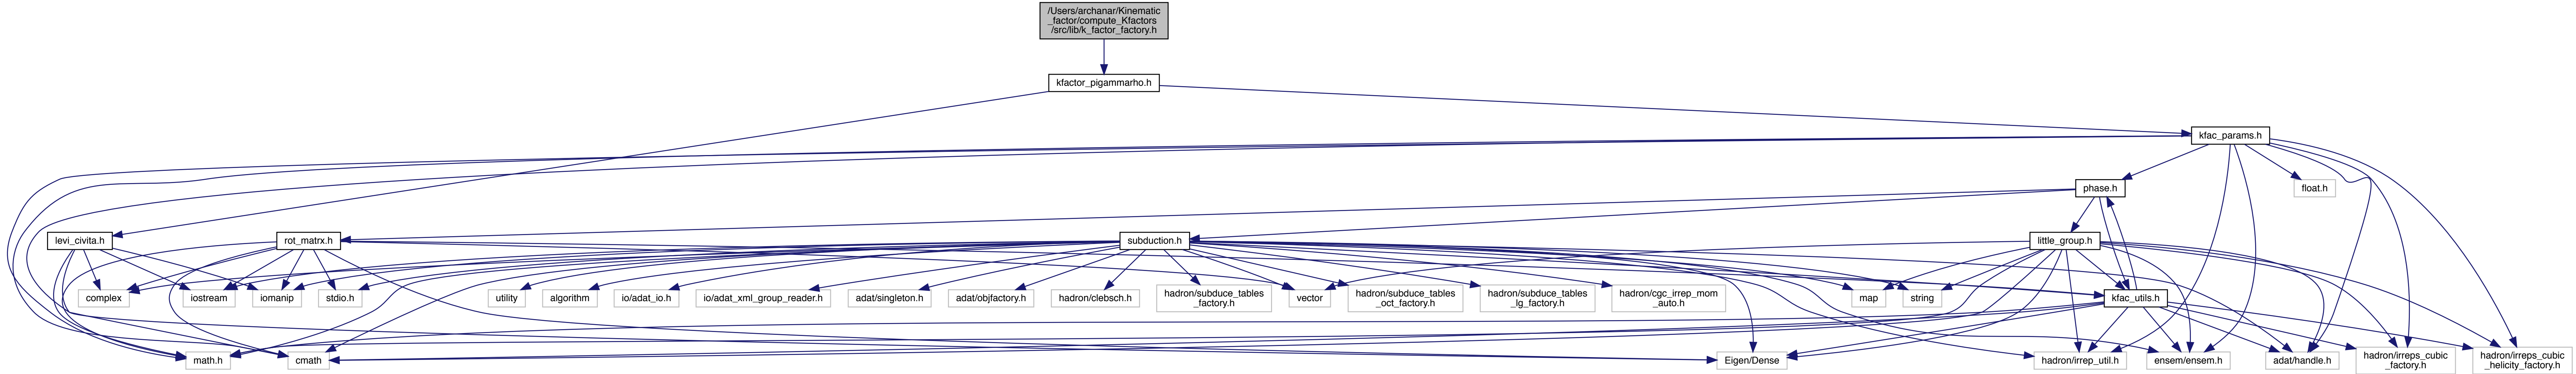 /Users/archanar/Kinematic
_factor/compute_Kfactors
/src/lib/k_factor_factory.h
kfactor_pigammarho.h
kfac_params.h
phase.h
float.h
levi_civita.h
rot_matrx.h
subduction.h
little_group.h
complex
iostream
iomanip
stdio.h
utility
algorithm
io/adat_io.h
io/adat_xml_group_reader.h
adat/singleton.h
adat/objfactory.h
hadron/clebsch.h
hadron/subduce_tables
_factory.h
vector
hadron/subduce_tables
_oct_factory.h
hadron/subduce_tables
_lg_factory.h
hadron/cgc_irrep_mom
_auto.h
map
string
kfac_utils.h
math.h
cmath
Eigen/Dense
hadron/irrep_util.h
ensem/ensem.h
adat/handle.h
hadron/irreps_cubic
_factory.h
hadron/irreps_cubic
_helicity_factory.h